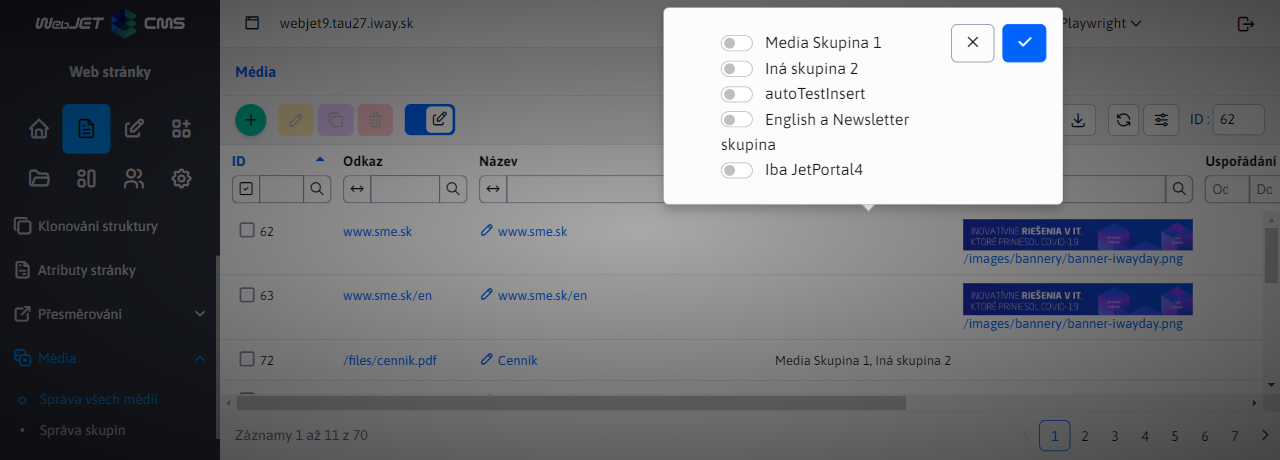 WebJET CMS
webjet9.tau27.iway.sk
Playwright
Web stránky
Média
Media Skupina 1
Iná skupina 2
autoTestInsert
English a Newsletter
skupina
Iba JetPortal4
ID : 62
ID Odkaz Název Uspořádání
Od Do
Klonování struktury
Atributy stránky
Přesměrování
Média
Správa všech médií
Správa skupin
62 www.sme.sk www.sme.sk
INOVATÍVNE RIEŠENIA V IT,
KTORÉ PRINIESOL COVID-19
/images/bannery/banner-iwayday.png
63 www.sme.sk/en www.sme.sk/en
INOVATÍVNE RIEŠENIA V IT,
KTORÉ PRINIESOL COVID-19
/images/bannery/banner-iwayday.png
72 /files/cennik.pdf Cenník Media Skupina 1, Iná skupina 2
Záznamy 1 až 11 z 70
1 2 3 4 5 6 7